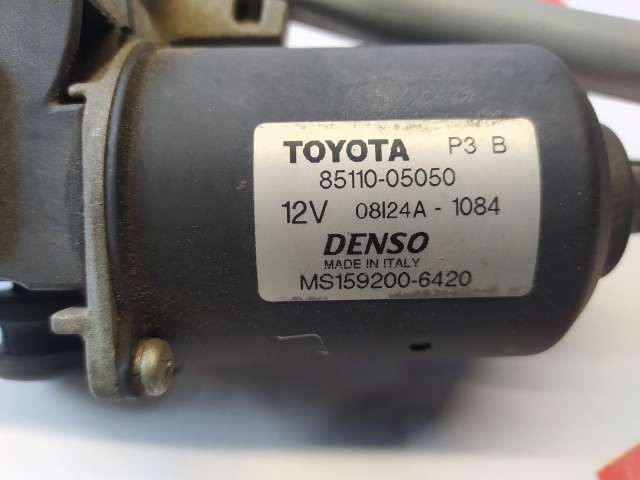 TOYOTA P3 B
85110-05050
12V 08I24A - 1084
DENSO
MADE IN ITALY
MS159200-6420